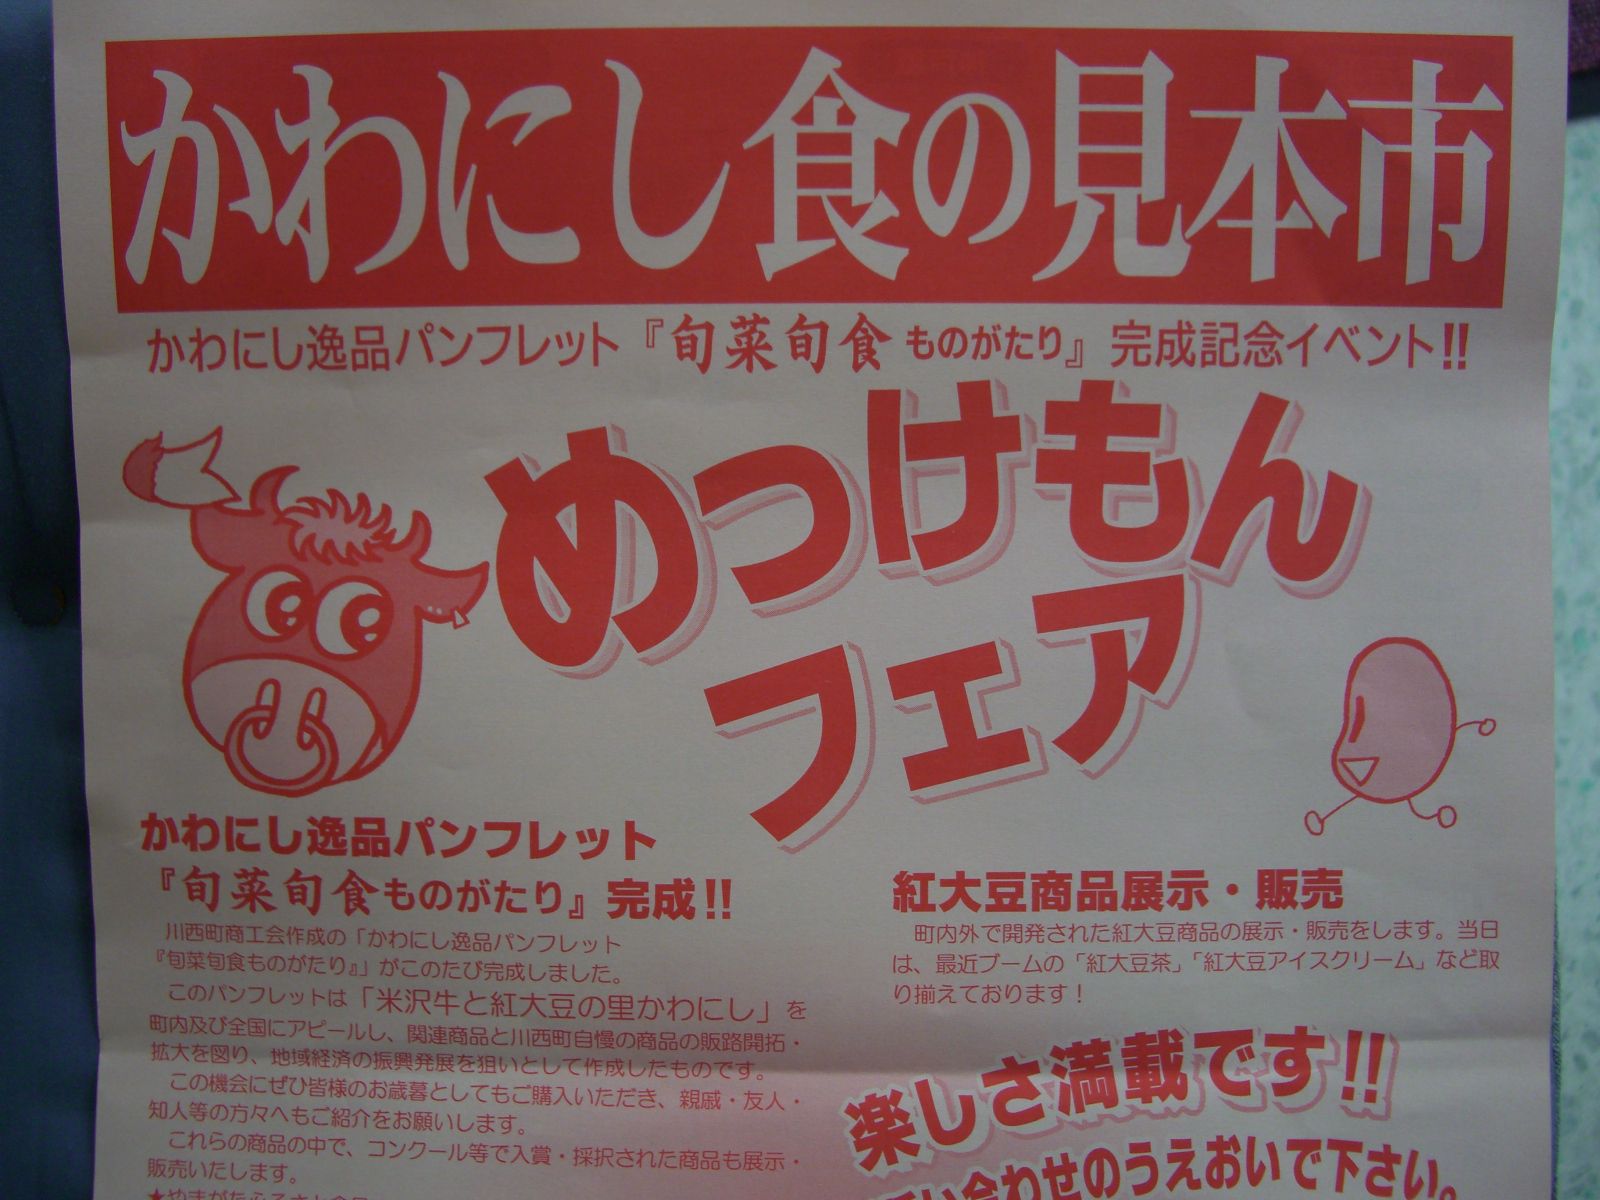 かわにし食の見本市
かわにし逸品パンフレット『旬菜旬食ものがたり』完成記念イベント!!
めっけもん
フェア
かわにし逸品パンフレット
『旬菜旬食ものがたり』完成!!
川西町商工会作成の「かわにし逸品パンフレット
『旬菜旬食ものがたり』」がこのたび完成しました。
このパンフレットは「米沢牛と紅大豆の里かわにし」を
町内及び全国にアピールし、関連商品と川西町自慢の商品の販路開拓・
拡大を図り、地域経済の振興発展を狙いとして作成したものです。
この機会にぜひ皆様のお歳暮としてもご購入いただき、親戚・友人・
知人等の方々へもご紹介をお願いします。
これらの商品の中で、コンクール等で入賞・採択された商品も展示・
販売いたします。
紅大豆商品展示・販売
町内外で開発された紅大豆商品の展示・販売をします。当日
は、最近ブームの「紅大豆茶」「紅大豆アイスクリーム」など取
り揃えております!
楽しさ満載です!!
い合わせのうえおいで下さい。